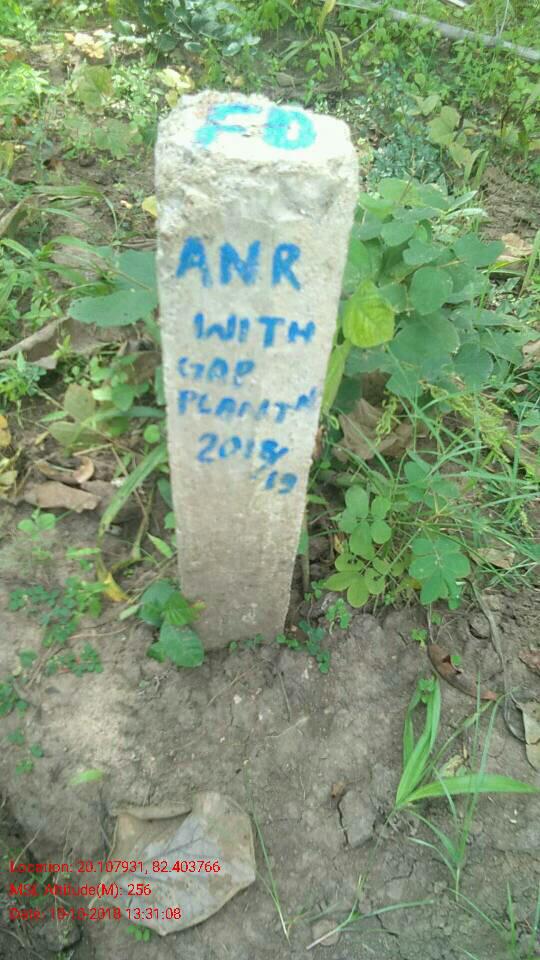 FD
ANR
WITH
GAP
PLANTN
2018/
19
Location: 20.107931, 82.403766
MSL Altitude(M): 256
Date: 10-10-2018 13:31:08